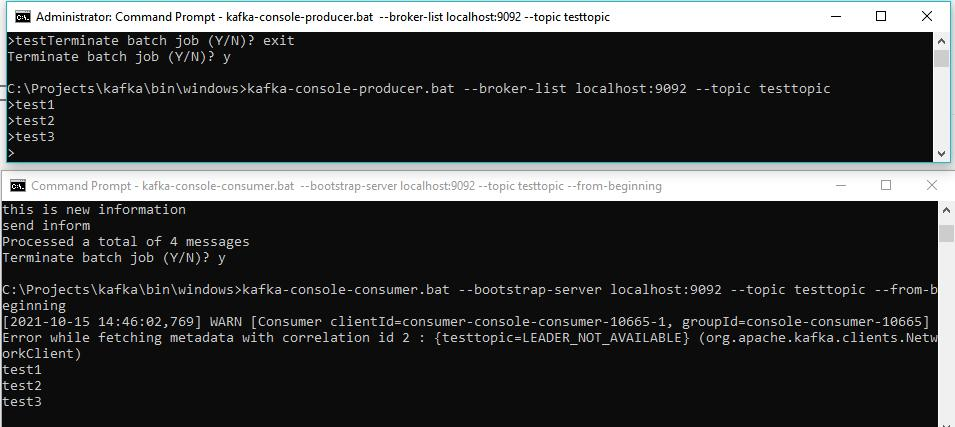 Administrator: Command Prompt - kafka-console-producer.bat --broker-list localhost:9092 --topic testtopic
>testTerminate batch job (Y/N)? exit
Terminate batch job (Y/N)? y
C:\Projects\kafka\bin\windows>kafka-console-producer.bat --broker-list localhost:9092 --topic testtopic
>test1
>test2
>test3
>
Command Prompt - kafka-console-consumer.bat --bootstrap-server localhost:9092 --topic testtopic --from-beginning
this is new information
send inform
Processed a total of 4 messages
Terminate batch job (Y/N)? y
C:\Projects\kafka\bin\windows>kafka-console-consumer.bat --bootstrap-server localhost:9092 --topic testtopic --from-b
eginning
[2021-10-15 14:46:02,769] WARN [Consumer clientId=consumer-console-consumer-10665-1, groupId=console-consumer-10665]
Error while fetching metadata with correlation id 2 : {testtopic=LEADER_NOT_AVAILABLE} (org.apache.kafka.clients.Netw
orkClient)
test1
test2
test3